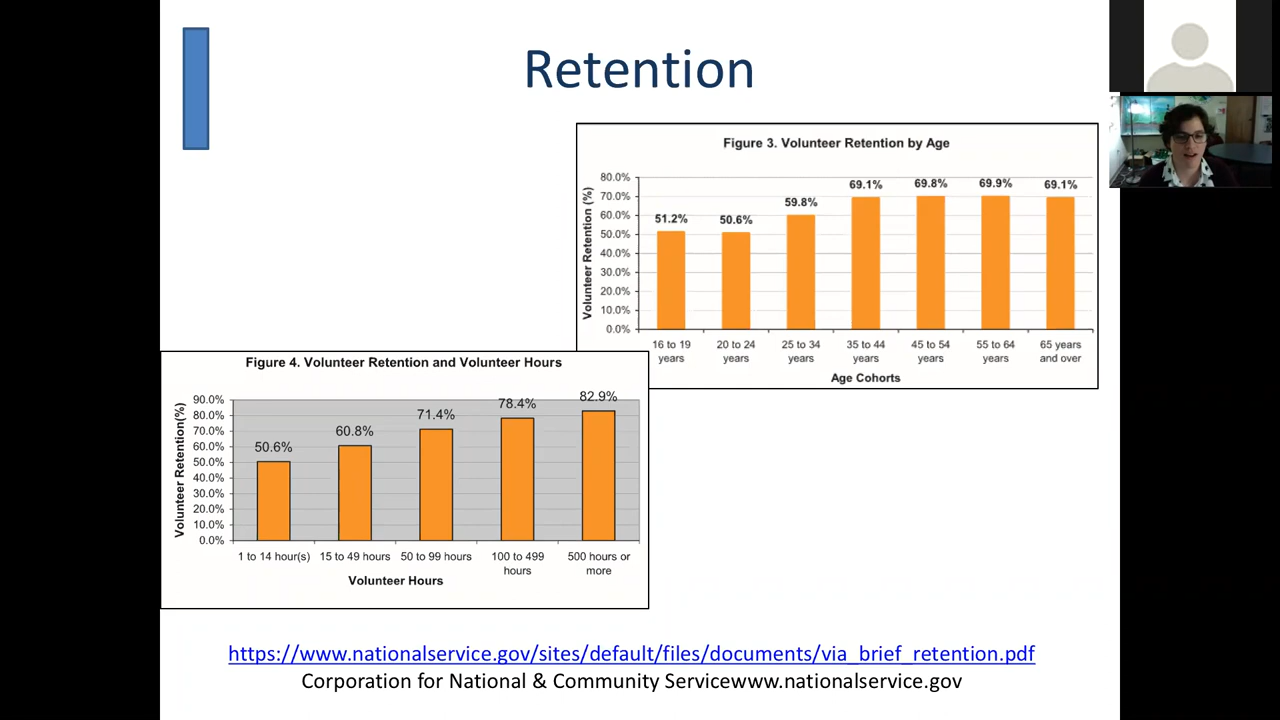 Retention
Figure 3. Volunteer Retention by Age
Volunteer Retention (%)
80.0%
70.0%
60.0%
50.0%
40.0%
30.0%
20.0%
10.0%
0.0%
51.2%
50.6%
59.8%
69.1%
69.8%
69.9%
69.1%
16 to 19
years
20 to 24
years
25 to 34
years
35 to 44
years
45 to 54
years
55 to 64
years
65 years
and over
Age Cohorts
Figure 4. Volunteer Retention and Volunteer Hours
Volunteer Retention(%)
90.0%
80.0%
70.0%
60.0%
50.0%
40.0%
30.0%
20.0%
10.0%
0.0%
50.6%
60.8%
71.4%
78.4%
82.9%
1 to 14 hour(s)
15 to 49 hours
50 to 99 hours
100 to 499
hours
500 hours or
more
Volunteer Hours
https://www.nationalservice.gov/sites/default/files/documents/via_brief_retention.pdf
Corporation for National & Community Servicewww.nationalservice.gov